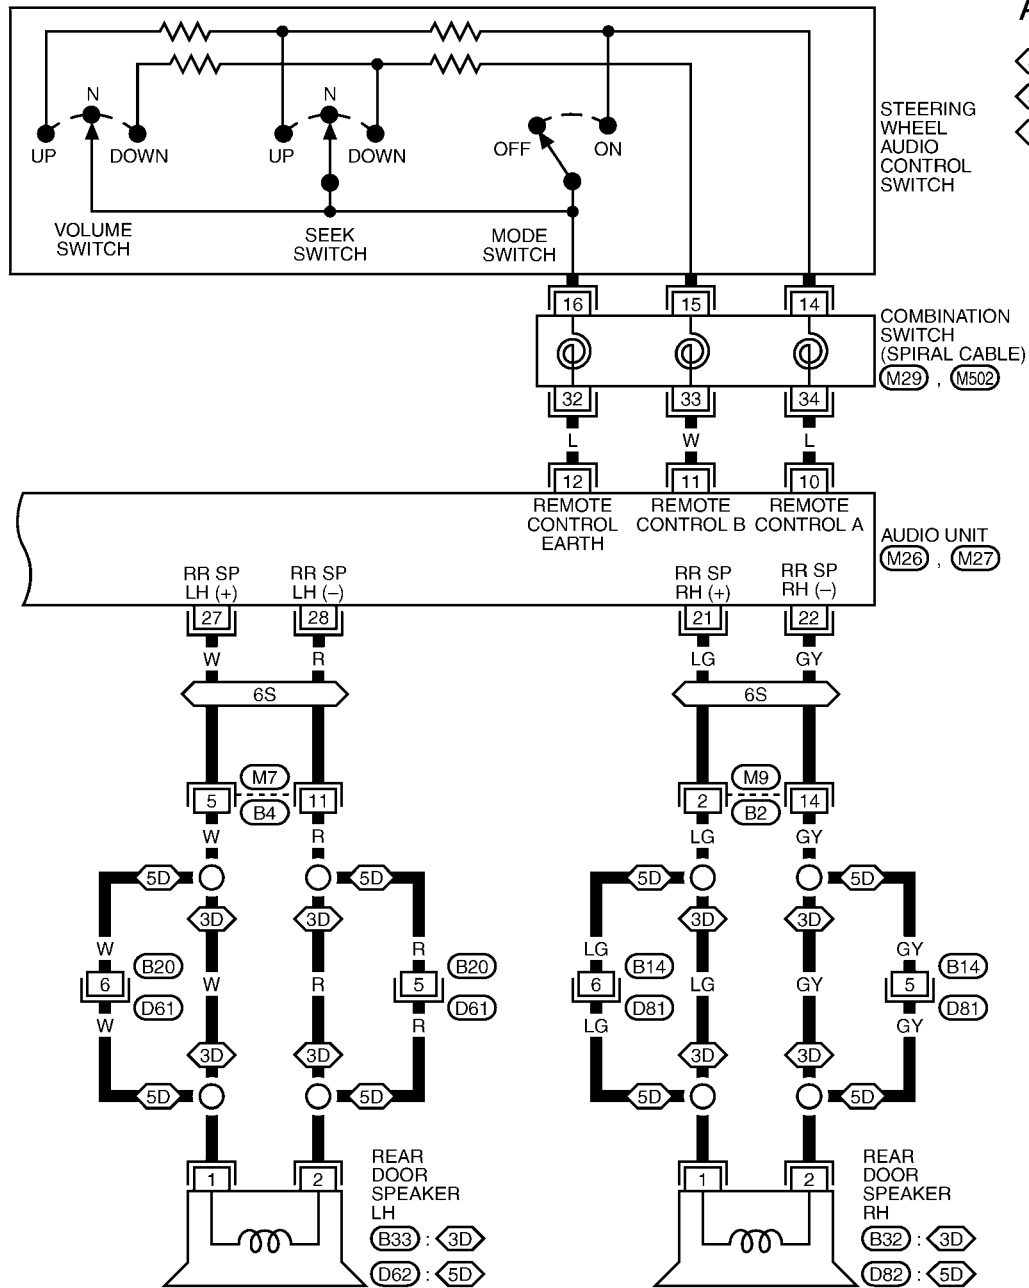 A
N
UP
DOWN
VOLUME
SWITCH
N
UP
DOWN
SEEK
SWITCH
OFF
ON
MODE
SWITCH
STEERING
WHEEL
AUDIO
CONTROL
SWITCH
16 15 14
COMBINATION
SWITCH
(SPIRAL CABLE)
M29 , M502
32 33 34
L W L
12 11 10
REMOTE
CONTROL
EARTH
REMOTE
CONTROL B
REMOTE
CONTROL A
AUDIO UNIT
M26 , M27
RR SP
LH (+)
RR SP
LH (–)
RR SP
RH (+)
RR SP
RH (–)
27 28 21 22
W R LG GY
6S 6S
M7 M9
5 11 2 14
B4 B2
W R LG GY
5D 5D 5D 5D
3D 3D 3D 3D
W R LG GY
B20 B20 B14 B14
6 W R 5 6 LG GY 5
D61 D61 D81 D81
W R LG GY
3D 3D 3D 3D
5D 5D 5D 5D
1 2 1 2
REAR
DOOR
SPEAKER
LH
B33 : 3D
D62 : 5D
REAR
DOOR
SPEAKER
RH
B32 : 3D
D82 : 5D